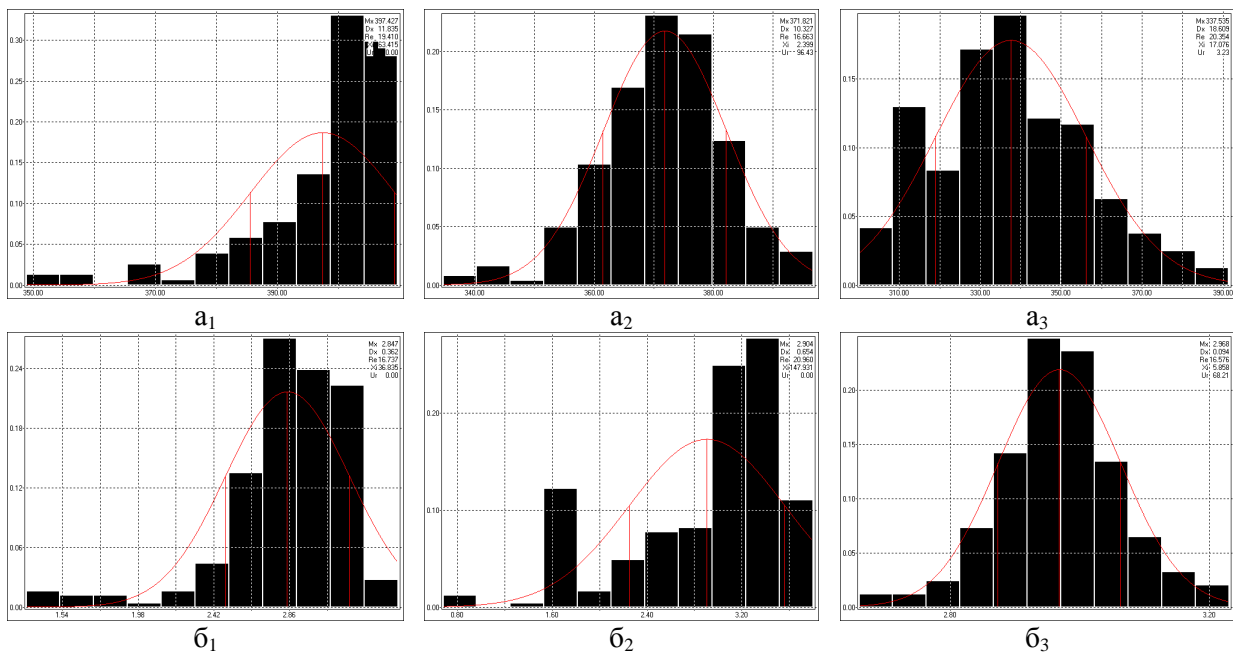 Mx 397.427
Dx 11.835
Re 19.410
Xi 63.415
Ur 0.00
0.30
0.25
0.20
0.15
0.10
0.05
0.00
350.00 370.00 390.00
а1
Mx 371.821
Dx 10.327
Re 16.663
Xi 2.399
Ur 96.43
0.20
0.15
0.10
0.05
0.00
340.00 360.00 380.00
а2
Mx 337.535
Dx 18.609
Re 20.354
Xi 17.076
Ur 3.23
0.15
0.10
0.05
0.00
310.00 330.00 350.00 370.00 390.00
а3
Mx 2.847
Dx 0.362
Re 16.737
Xi 36.835
Ur 0.00
0.24
0.18
0.12
0.06
0.00
1.54 1.98 2.42 2.86
б1
Mx 2.904
Dx 0.654
Re 20.960
Xi 147.931
Ur 0.00
0.20
0.10
0.00
0.80 1.60 2.40 3.20
б2
Mx 2.968
Dx 0.094
Re 16.576
Xi 5.858
Ur 68.21
0.20
0.15
0.10
0.05
0.00
2.80 3.20
б3